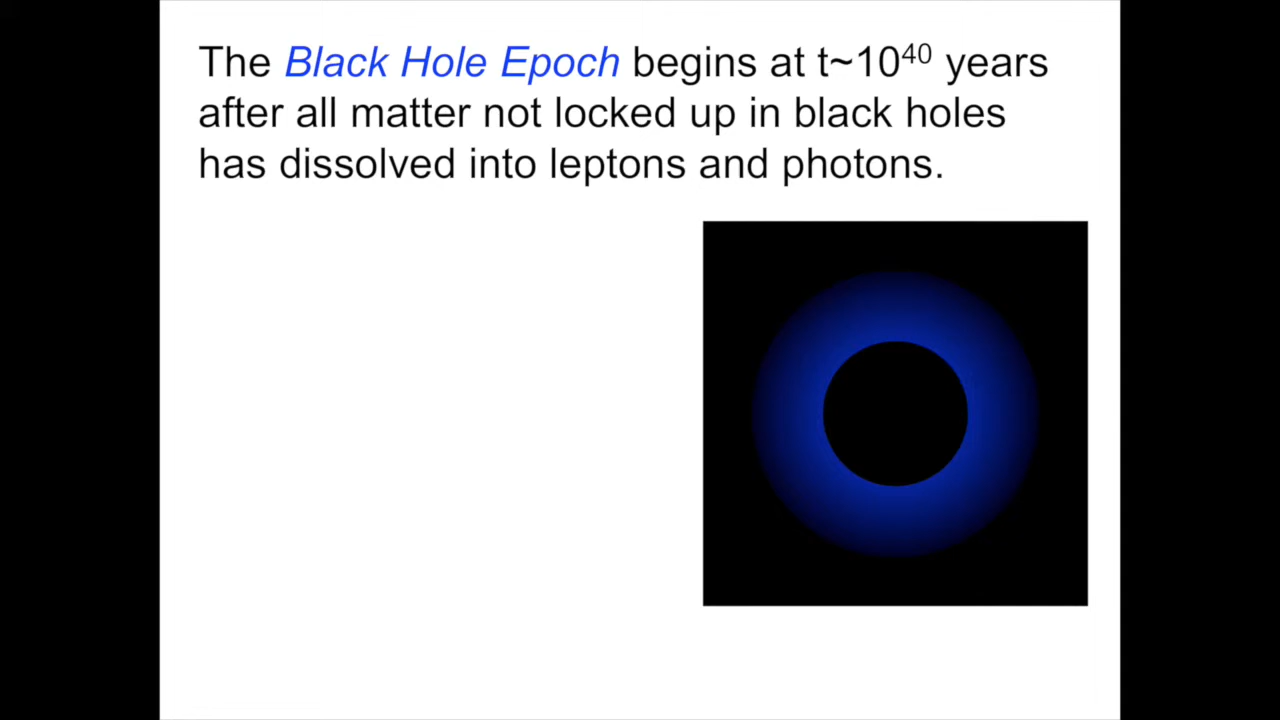 The Black Hole Epoch begins at t~10⁴⁰ years
after all matter not locked up in black holes
has dissolved into leptons and photons.